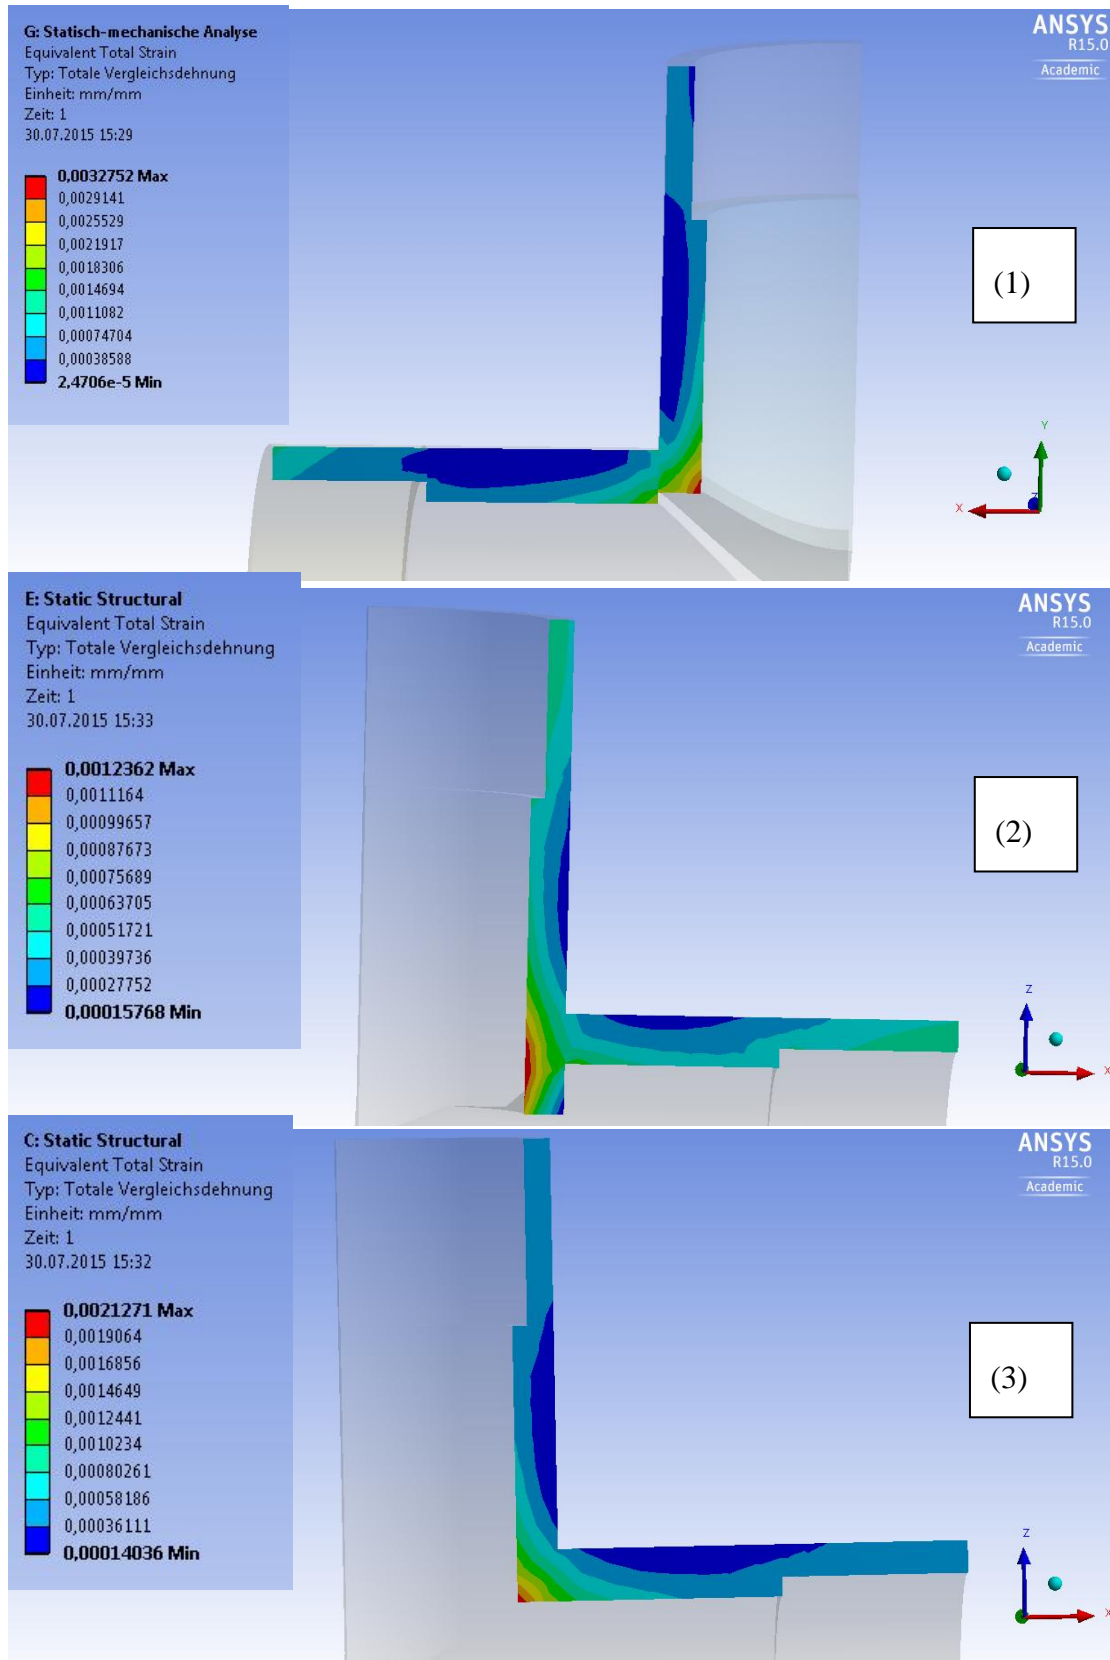 G: Statisch-mechanische Analyse
Equivalent Total Strain
Typ: Totale Vergleichsdehnung
Einheit: mm/mm
Zeit: 1
30.07.2015 15:29
0,0032752 Max
0,0029141
0,0025529
0,0021917
0,0018306
0,0014694
0,0011082
0,00074704
0,00038588
2,4706e-5 Min
ANSYS
R15.0
Academic
(1)
Y
X
Z
E: Static Structural
Equivalent Total Strain
Typ: Totale Vergleichsdehnung
Einheit: mm/mm
Zeit: 1
30.07.2015 15:33
0,0012362 Max
0,0011164
0,00099657
0,00087673
0,00075689
0,00063705
0,00051721
0,00039736
0,00027752
0,00015768 Min
ANSYS
R15.0
Academic
(2)
Z
X
C: Static Structural
Equivalent Total Strain
Typ: Totale Vergleichsdehnung
Einheit: mm/mm
Zeit: 1
30.07.2015 15:32
0,0021271 Max
0,0019064
0,0016856
0,0014649
0,0012441
0,0010234
0,00080261
0,00058186
0,00036111
0,00014036 Min
ANSYS
R15.0
Academic
(3)
Z
X